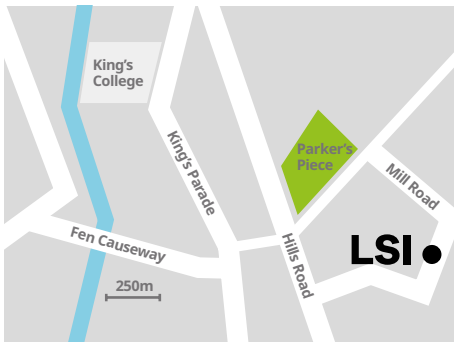 King's
College
King's Parade
Parker's
Piece
Mill Road
Fen Causeway
Hills Road
LSI
250m